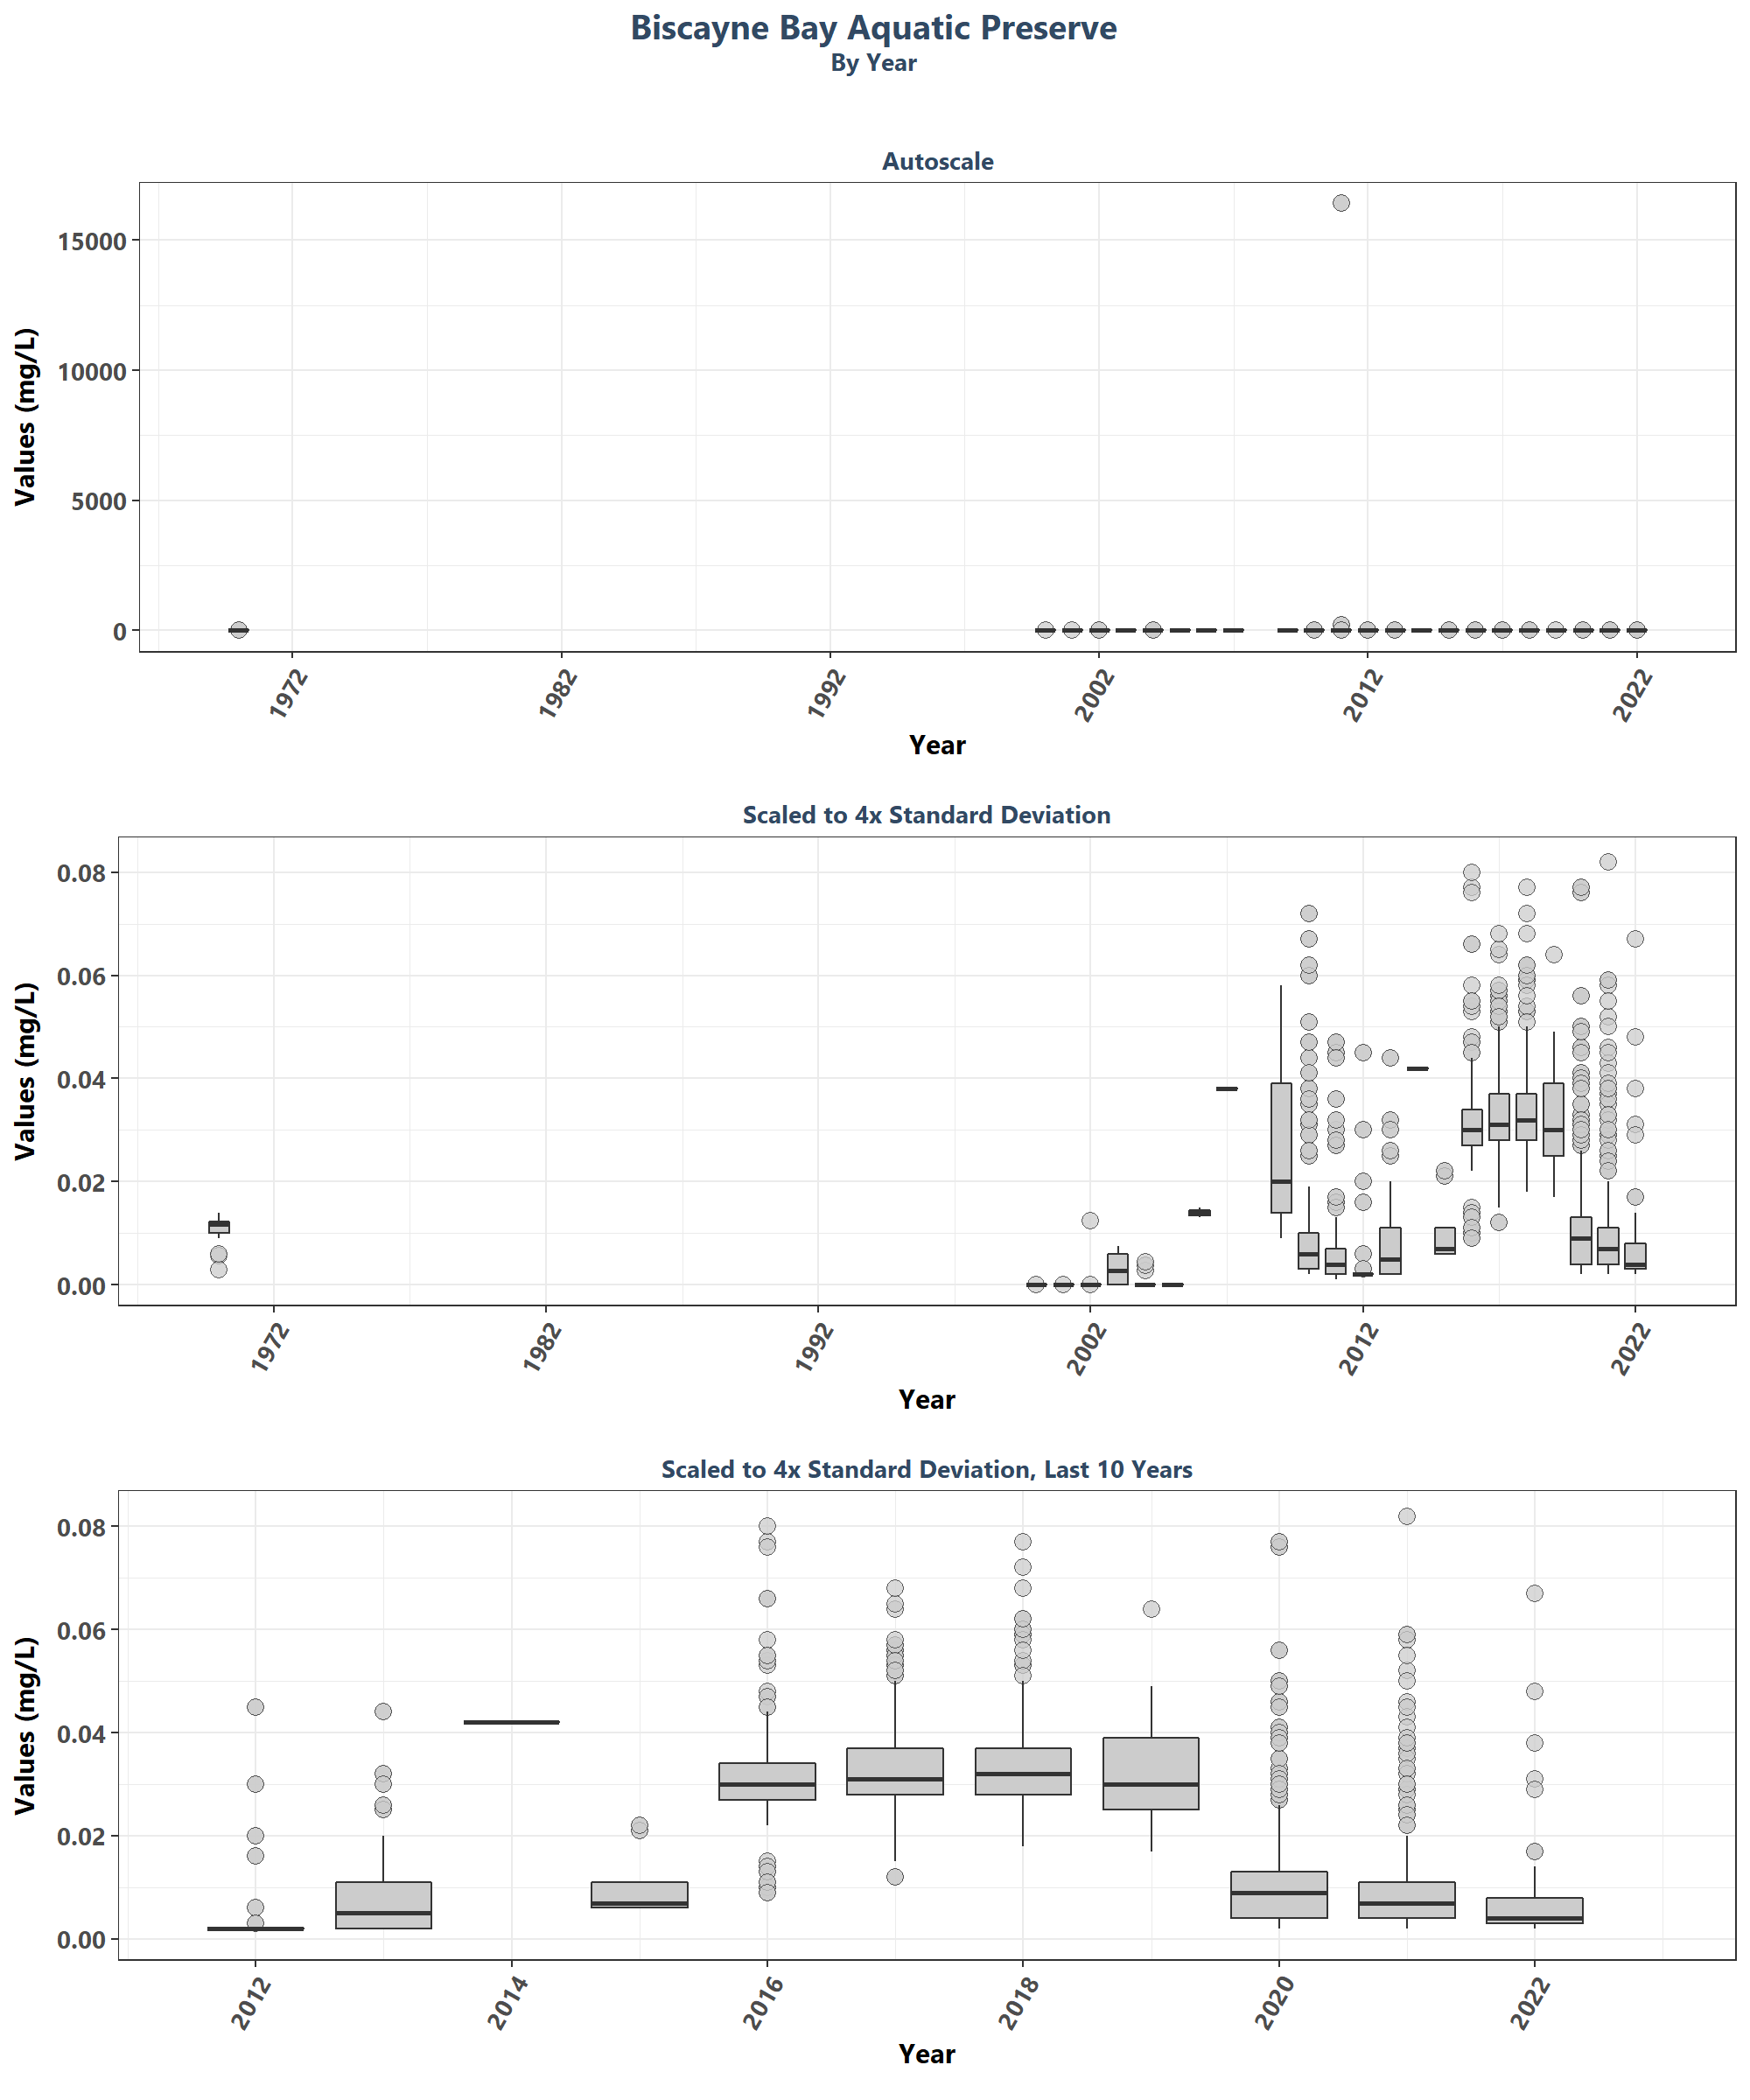 Biscayne Bay Aquatic Preserve
By Year
Autoscale
Values (mg/L)
15000
10000
5000
0
1972
1982
1992
2002
2012
2022
Year
Scaled to 4x Standard Deviation
Values (mg/L)
0.08
0.06
0.04
0.02
0.00
1972
1982
1992
2002
2012
2022
Year
Scaled to 4x Standard Deviation, Last 10 Years
Values (mg/L)
0.08
0.06
0.04
0.02
0.00
2012
2014
2016
2018
2020
2022
Year